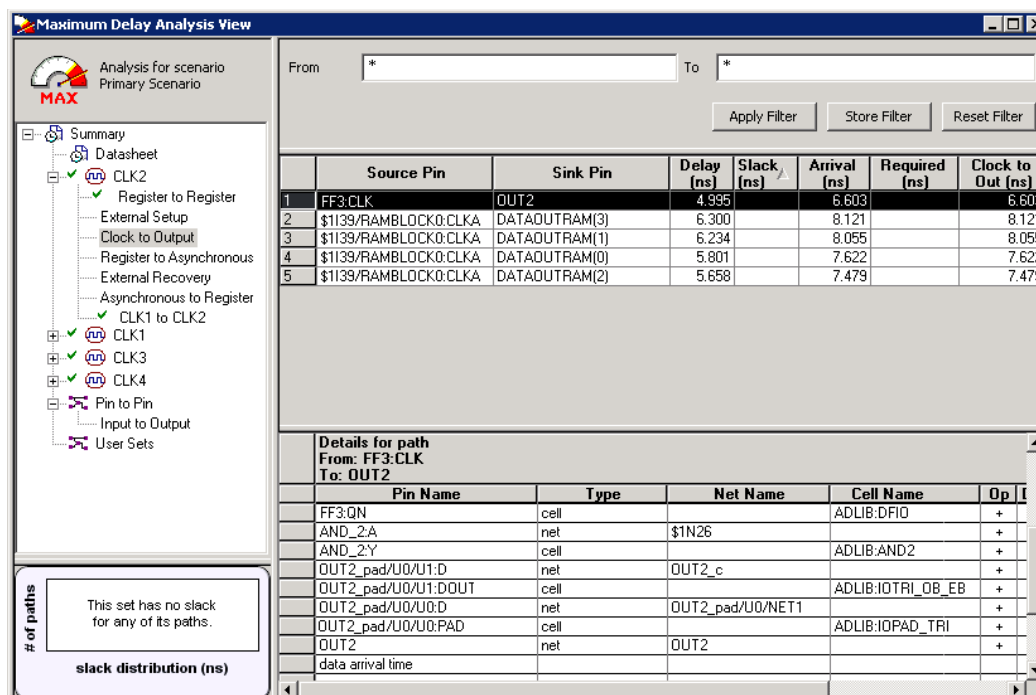 Maximum Delay Analysis View
Analysis for scenario
Primary Scenario
MAX
From * To *
Apply Filter Store Filter Reset Filter
Summary
Datasheet
CLK2
Register to Register
External Setup
Clock to Output
Register to Asynchronous
External Recovery
Asynchronous to Register
CLK1 to CLK2
CLK1
CLK3
CLK4
Pin to Pin
Input to Output
User Sets
# of paths
This set has no slack
for any of its paths.
slack distribution (ns)
Source Pin Sink Pin Delay (ns) Slack (ns) Arrival (ns) Required (ns) Clock to Out (ns)
1 FF3:CLK OUT2 4.995 6.603 6.60
2 $1I39/RAMBLOCK0:CLKA DATAOUTRAM(3) 6.300 8.121 8.12
3 $1I39/RAMBLOCK0:CLKA DATAOUTRAM(1) 6.234 8.055 8.05
4 $1I39/RAMBLOCK0:CLKA DATAOUTRAM(0) 5.801 7.622 7.62
5 $1I39/RAMBLOCK0:CLKA DATAOUTRAM(2) 5.658 7.479 7.47
Details for path
From: FF3:CLK
To: OUT2
Pin Name Type Net Name Cell Name Op
FF3:QN cell ADLIB:DFI0 +
AND_2:A net $1N26 +
AND_2:Y cell ADLIB:AND2 +
OUT2_pad/U0/U1:D net OUT2_c +
OUT2_pad/U0/U1:DOUT cell ADLIB:IOTRI_OB_EB +
OUT2_pad/U0/U0:D net OUT2_pad/U0/NET1 +
OUT2_pad/U0/U0:PAD cell ADLIB:IOPAD_TRI +
OUT2 net OUT2 +
data arrival time